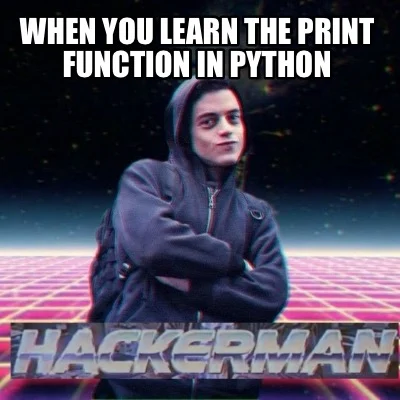 WHEN YOU LEARN THE PRINT
FUNCTION IN PYTHON
HACKERMAN